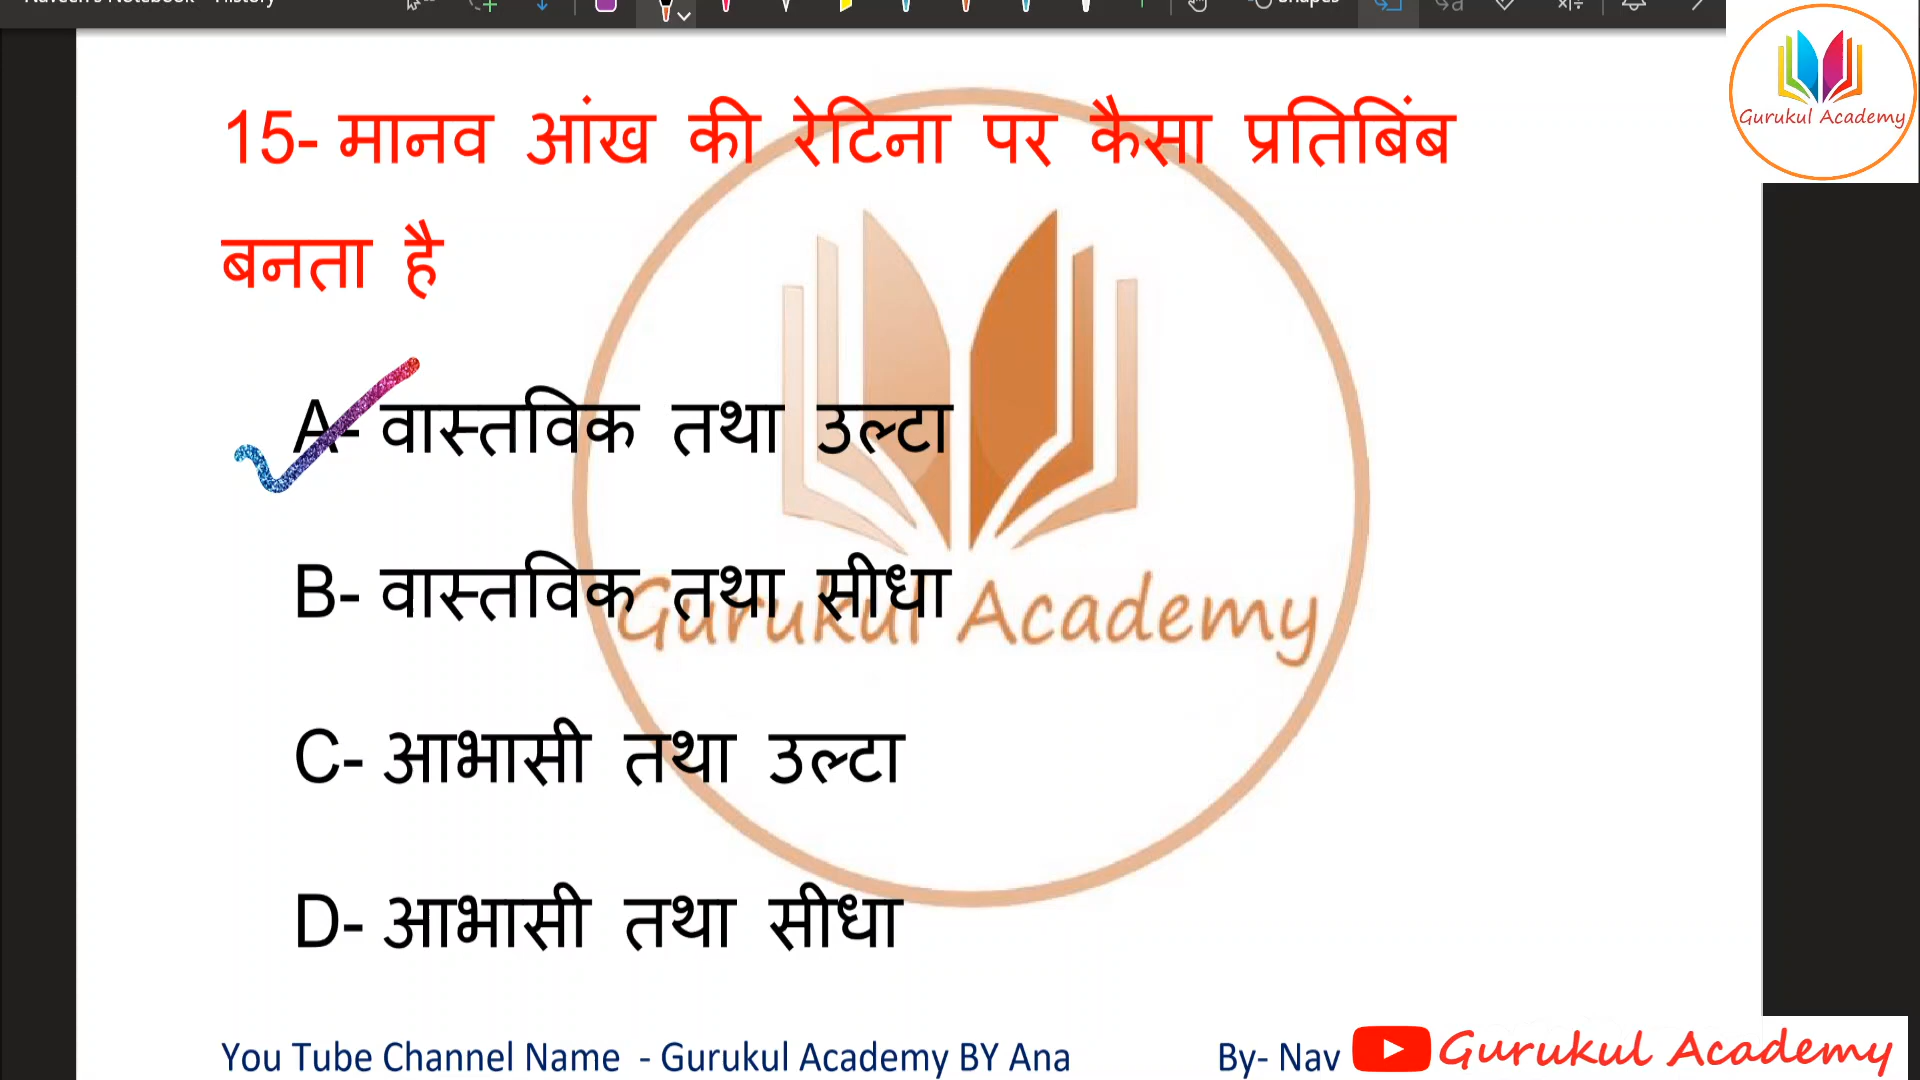 Shapes
Gurukul Academy
15- मानव आंख की रेटिना पर कैसा प्रतिबिंब
बनता है
A- वास्तविक तथा उल्टा
B- वास्तविक तथा सीधा
Gurukul Academy
C- आभासी तथा उल्टा
D- आभासी तथा सीधा
You Tube Channel Name - Gurukul Academy BY Ana
By- Nav
Gurukul Academy